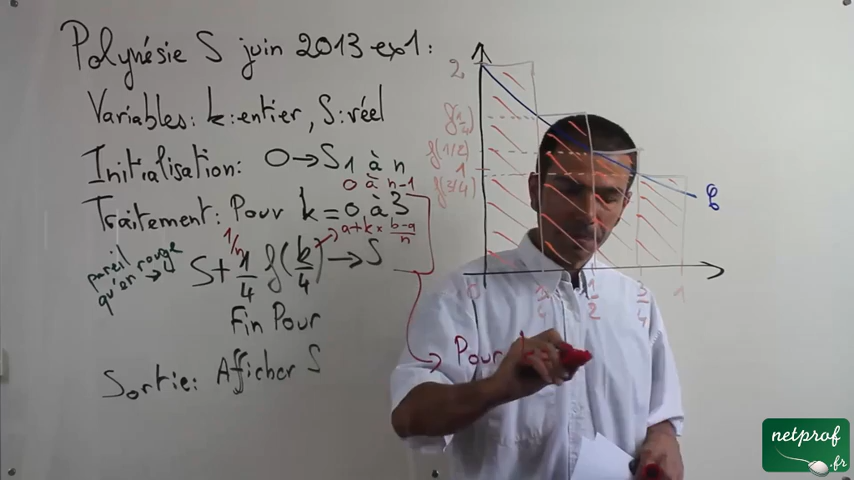 Polynésie S juin 2013 ex1:
Variables: k:entier, S:réel
Initialisation: 0→S
1 à n
0 à n-1
Traitement: Pour k=0 à 3
a+k×(b-a)/n
1/n
pareil qu'en rouge →
S+1/4 f(k/4)→S
Fin Pour
Sortie: Afficher S
Pour k
2
f(1/4)
f(1/2)
1
f(3/4)
0
1/4
1/2
3/4
1
netprof
.fr